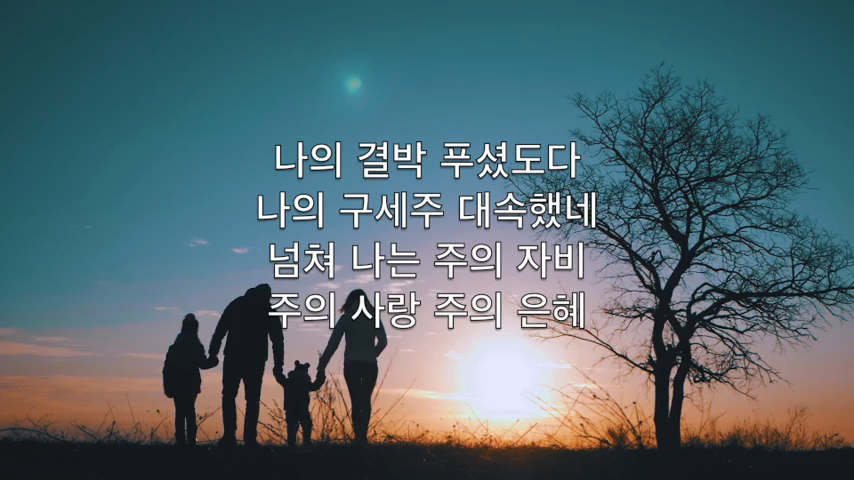 나의 결박 푸셨도다
나의 구세주 대속했네
넘쳐 나는 주의 자비
주의 사랑 주의 은혜